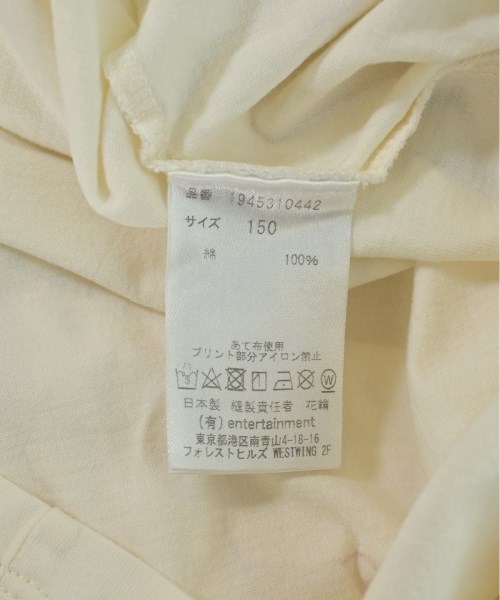 品番 1945310442
サイズ 150
綿 100%
あて布使用
プリント部分アイロン禁止
日本製 縫製責任者 花輪
(有) entertainment
東京都港区南青山4-18-16
フォレストヒルズ WESTWING 2F